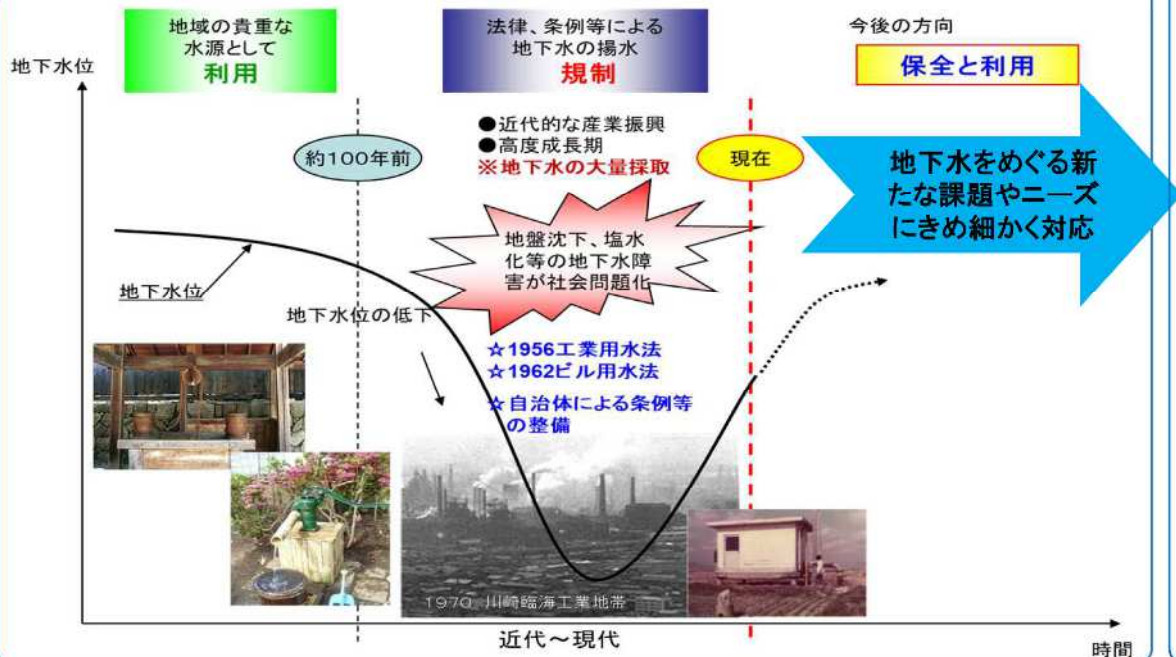 地域の貴重な
水源として
利用
法律、条例等による
地下水の揚水
規制
今後の方向
保全と利用
地下水位
●近代的な産業振興
●高度成長期
※地下水の大量採取
約100年前
現在
地下水をめぐる新
たな課題やニーズ
にきめ細かく対応
地盤沈下、塩水
化等の地下水障
害が社会問題化
地下水位
地下水位の低下
☆1956工業用水法
☆1962ビル用水法
☆自治体による条例等
の整備
1970 川崎臨海工業地帯
近代～現代
時間